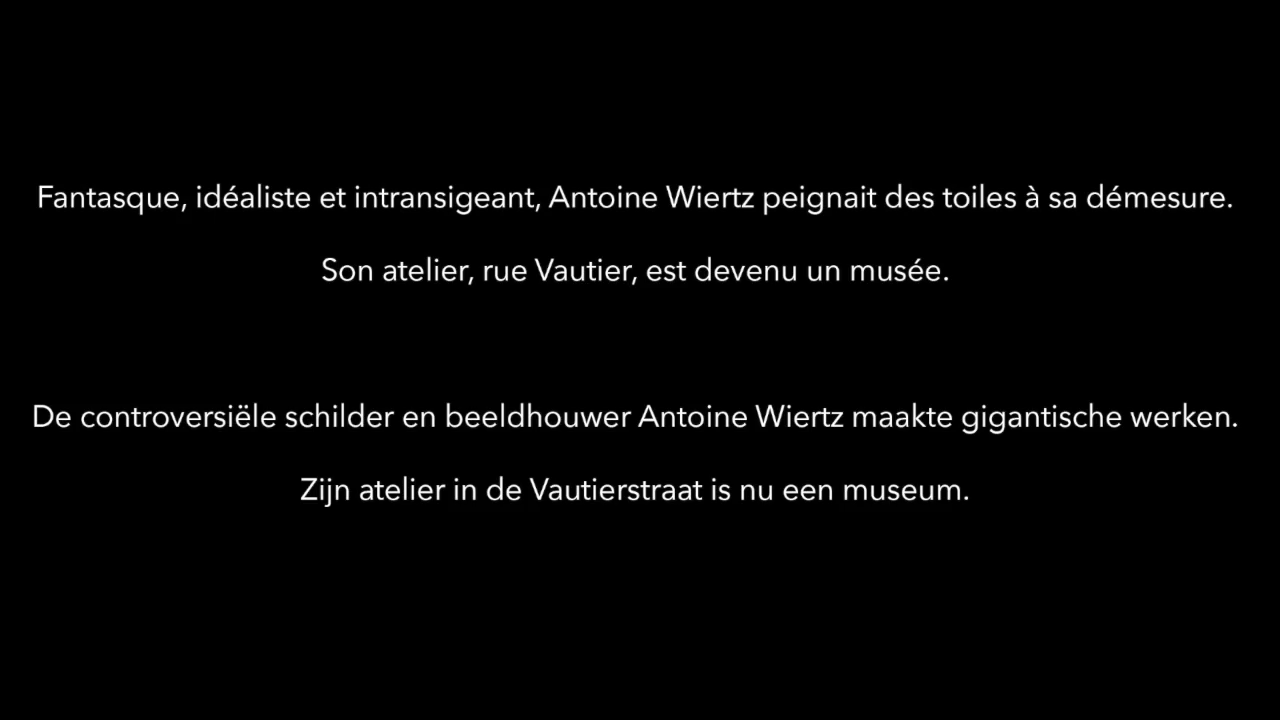 Fantasque, idéaliste et intransigeant, Antoine Wiertz peignait des toiles à sa démesure.
Son atelier, rue Vautier, est devenu un musée.
De controversiële schilder en beeldhouwer Antoine Wiertz maakte gigantische werken.
Zijn atelier in de Vautierstraat is nu een museum.